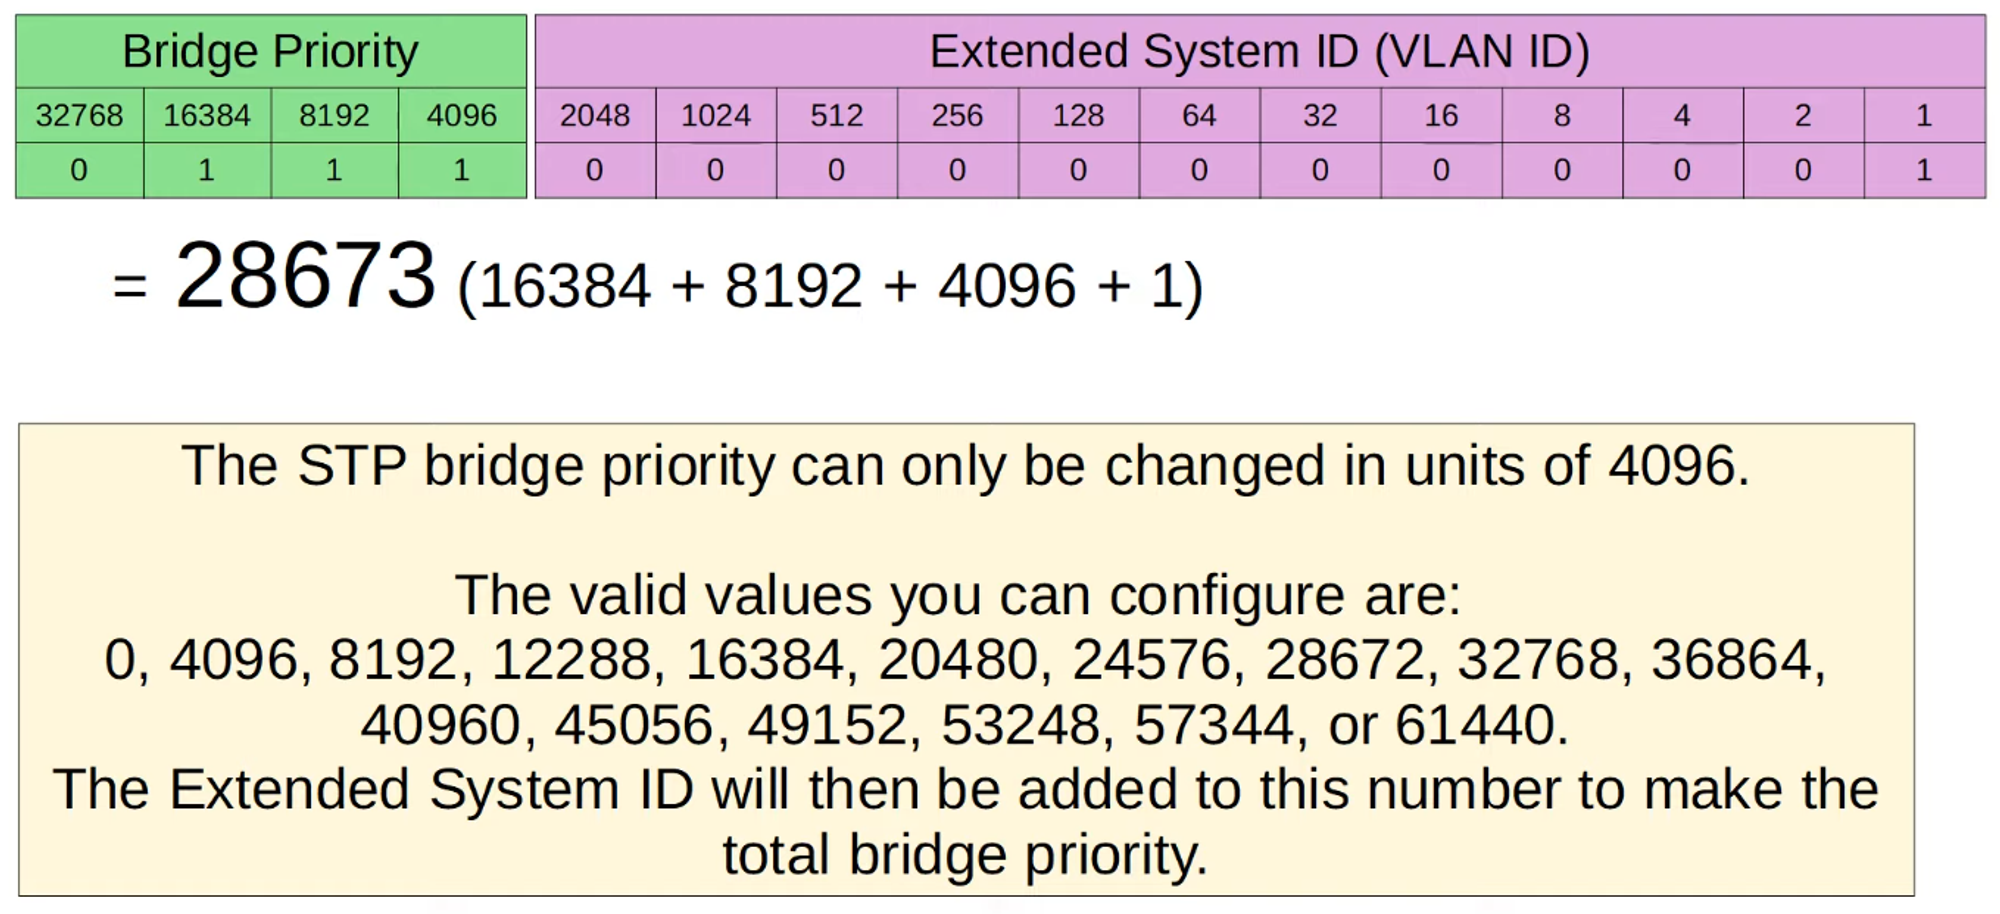 Bridge Priority Extended System ID (VLAN ID)
32768 16384 8192 4096 2048 1024 512 256 128 64 32 16 8 4 2 1
0 1 1 1 0 0 0 0 0 0 0 0 0 0 0 1
= 28673 (16384 + 8192 + 4096 + 1)
The STP bridge priority can only be changed in units of 4096.
The valid values you can configure are:
0, 4096, 8192, 12288, 16384, 20480, 24576, 28672, 32768, 36864,
40960, 45056, 49152, 53248, 57344, or 61440.
The Extended System ID will then be added to this number to make the
total bridge priority.